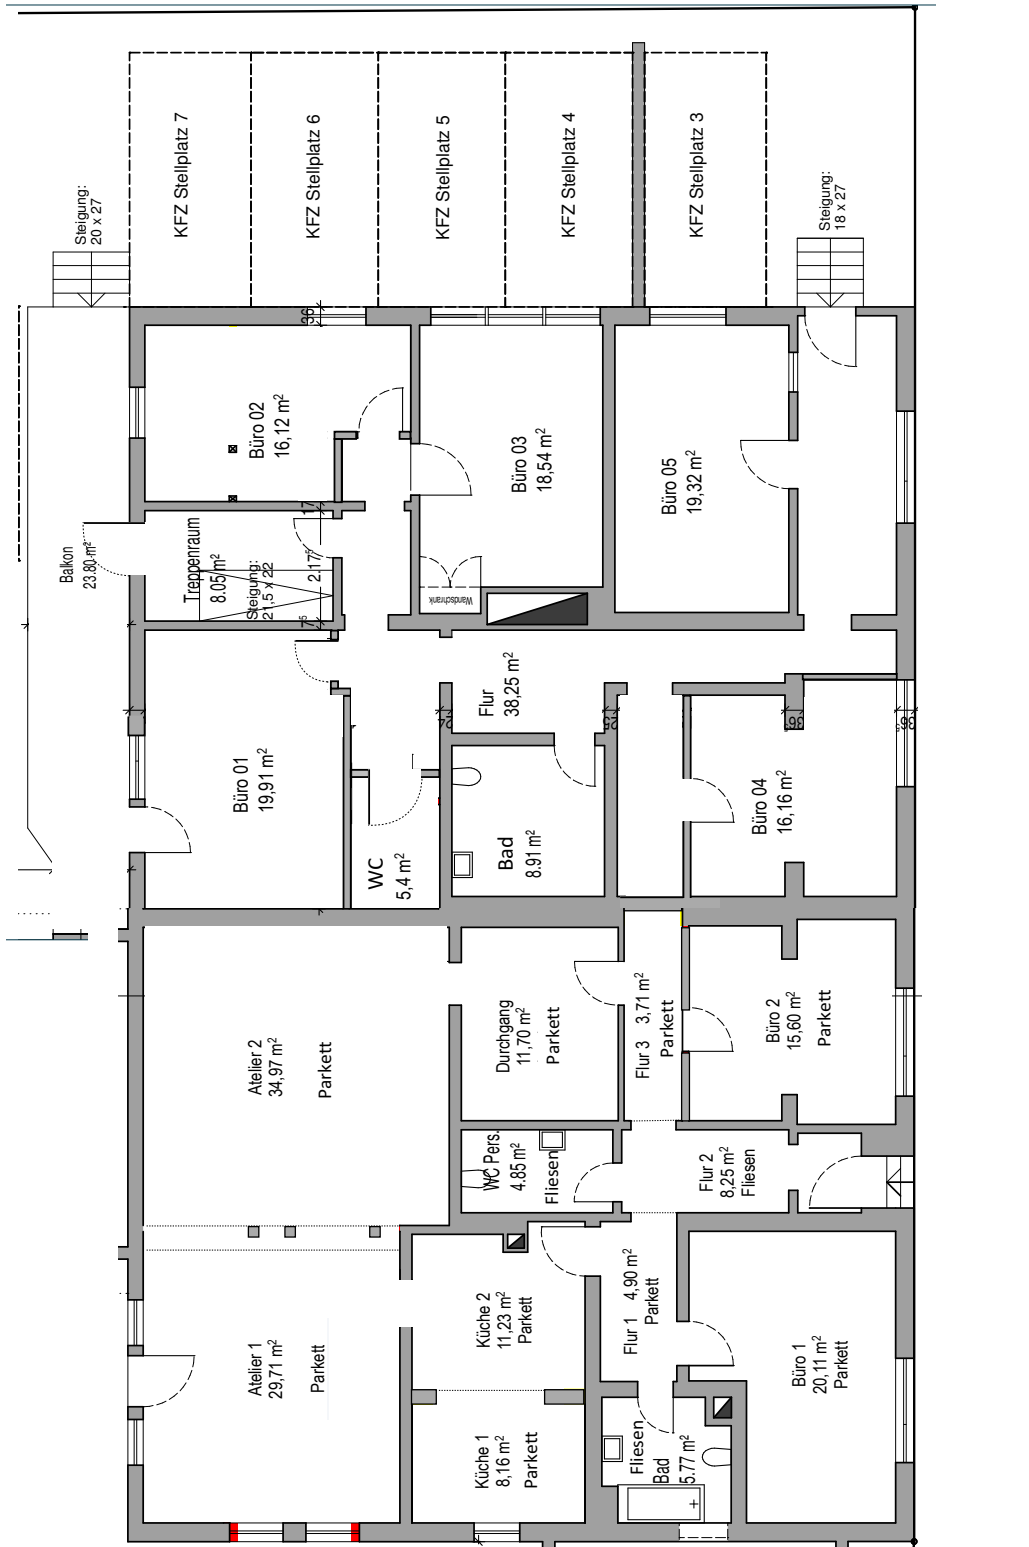 KFZ Stellplatz 7
KFZ Stellplatz 6
KFZ Stellplatz 5
KFZ Stellplatz 4
KFZ Stellplatz 3
Steigung:
20 x 27
Steigung:
18 x 27
36
Büro 02
16,12 m²
Büro 03
18,54 m²
Büro 05
19,32 m²
Balkon
23.80 m²
Treppenraum
8.05 m²
Steigung:
21,5 x 22
17
2.17⁵
7⁵
Wandschrank
Flur
38,25 m²
24
25
36⁵
36⁵
Büro 01
19,91 m²
WC
5,4 m²
Bad
8.91 m²
Büro 04
16,16 m²
Atelier 2
34,97 m²
Parkett
Durchgang
11,70 m²
Parkett
Flur 3 3,71 m²
Parkett
Büro 2
15,60 m²
Parkett
WC Pers.
4.85 m²
Fliesen
Flur 2
8,25 m²
Fliesen
Atelier 1
29,71 m²
Parkett
Küche 2
11,23 m²
Parkett
Flur 1 4,90 m²
Parkett
Büro 1
20,11 m²
Parkett
Küche 1
8,16 m²
Parkett
Fliesen
Bad
5.77 m²